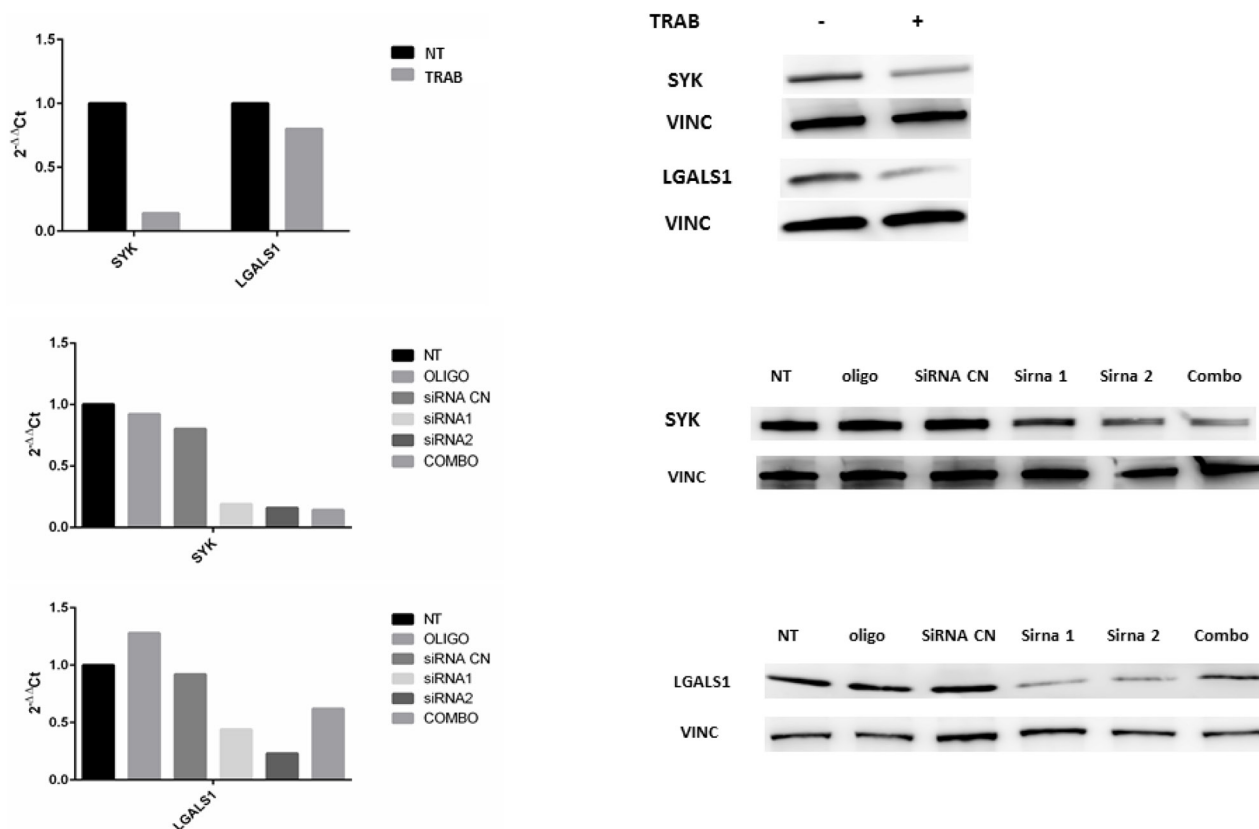 1.5
1.0
0.5
0.0
2-ΔΔCt
SYK
LGALS1
NT
TRAB
TRAB - +
SYK
VINC
LGALS1
VINC
1.5
1.0
0.5
0.0
2-ΔΔCt
SYK
NT
OLIGO
siRNA CN
siRNA1
siRNA2
COMBO
NT oligo SiRNA CN Sirna 1 Sirna 2 Combo
SYK
VINC
1.5
1.0
0.5
0.0
2-ΔΔCt
LGALS1
NT
OLIGO
siRNA CN
siRNA1
siRNA2
COMBO
NT oligo SiRNA CN Sirna 1 Sirna 2 Combo
LGALS1
VINC